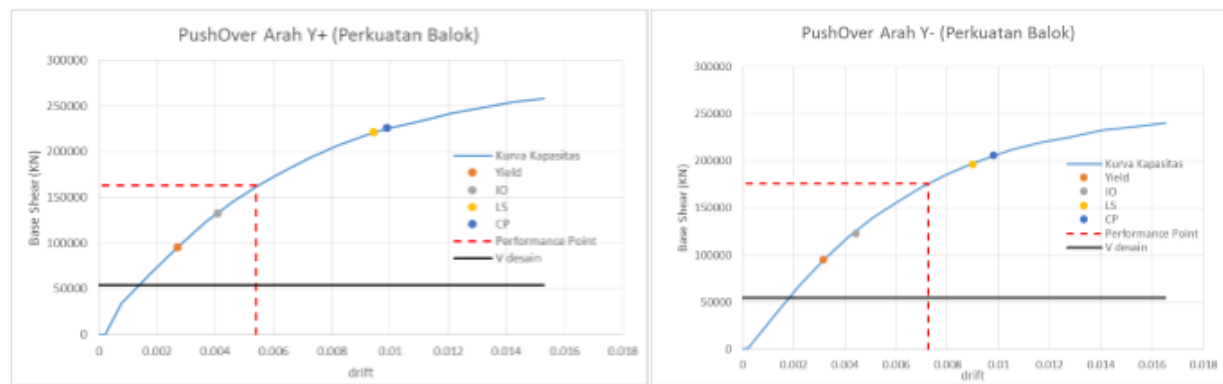 PushOver Arah Y+ (Perkuatan Balok)
300000
250000
200000
150000
100000
50000
0
Base Shear (KN)
Kurva Kapasitas
Yield
IO
LS
CP
Performance Point
V desain
0 0.002 0.004 0.006 0.008 0.01 0.012 0.014 0.016 0.018
drift
PushOver Arah Y- (Perkuatan Balok)
300000
250000
200000
150000
100000
50000
0
Base Shear (KN)
Kurva Kapasitas
Yield
IO
LS
CP
Performance Point
V desain
0 0.002 0.004 0.006 0.008 0.01 0.012 0.014 0.016 0.018
drift